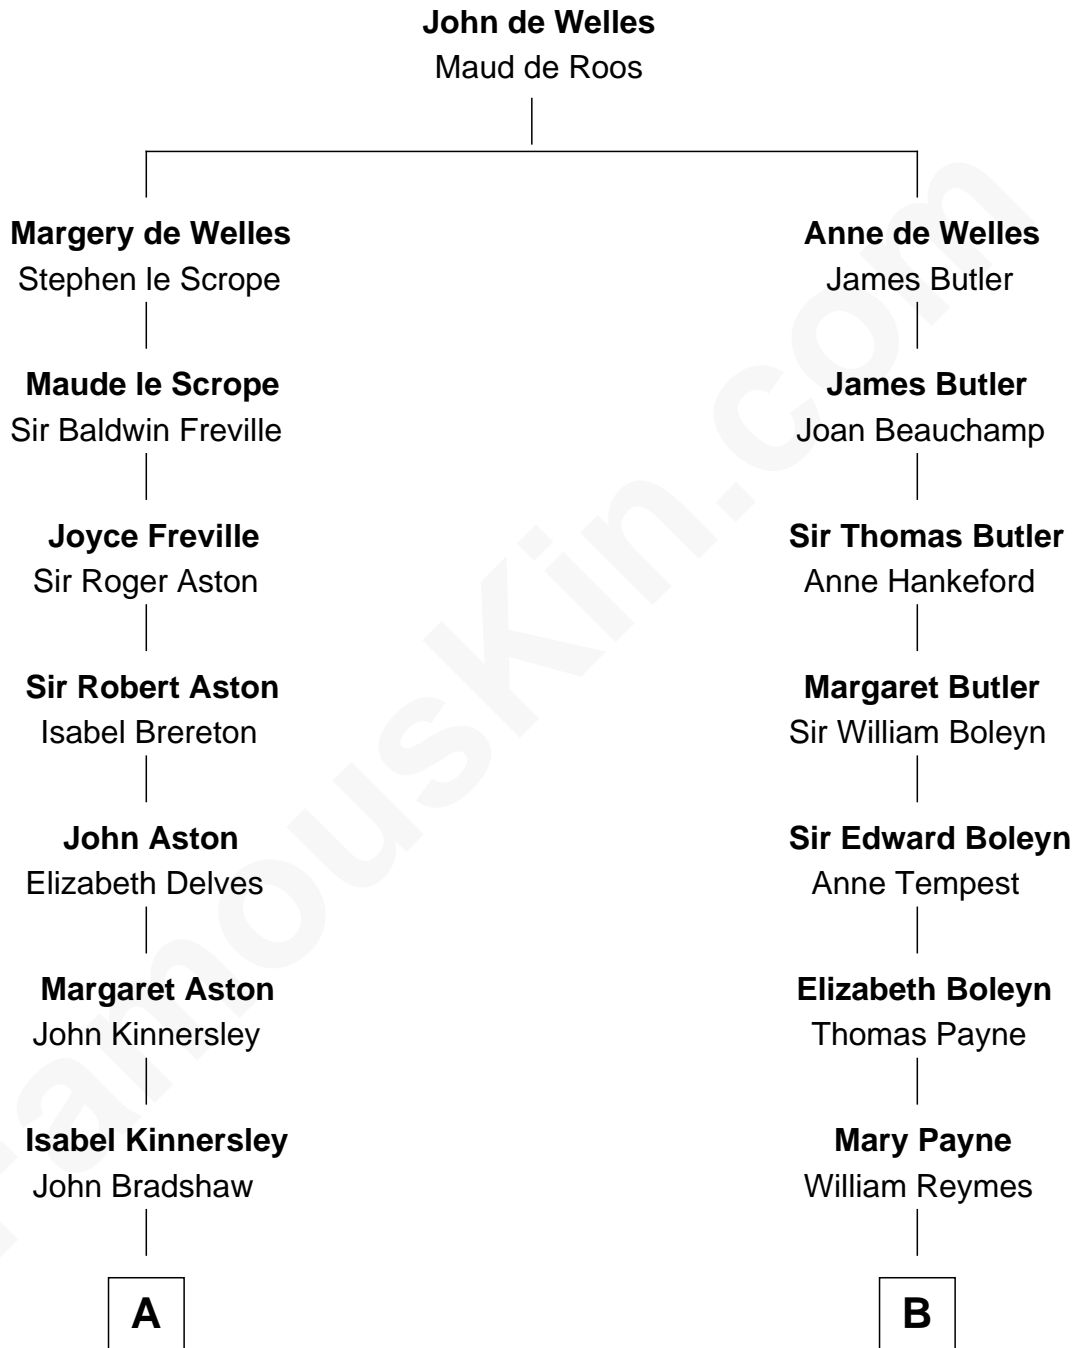 John de Welles
Maud de Roos
Margery de Welles
Stephen le Scrope
Anne de Welles
James Butler
Maude le Scrope
Sir Baldwin Freville
James Butler
Joan Beauchamp
Joyce Freville
Sir Roger Aston
Sir Thomas Butler
Anne Hankeford
Sir Robert Aston
Isabel Brereton
Margaret Butler
Sir William Boleyn
John Aston
Elizabeth Delves
Sir Edward Boleyn
Anne Tempest
Margaret Aston
John Kinnersley
Elizabeth Boleyn
Thomas Payne
Isabel Kinnersley
John Bradshaw
Mary Payne
William Reymes
A
B
FamousKin.com